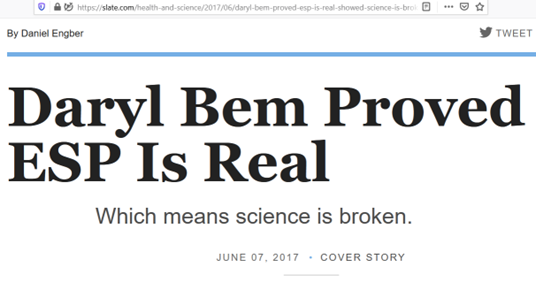 https://slate.com/health-and-science/2017/06/daryl-bem-proved-esp-is-real-showed-science-is-
By Daniel Engber
TWEET
Daryl Bem Proved
ESP Is Real
Which means science is broken.
JUNE 07, 2017 • COVER STORY